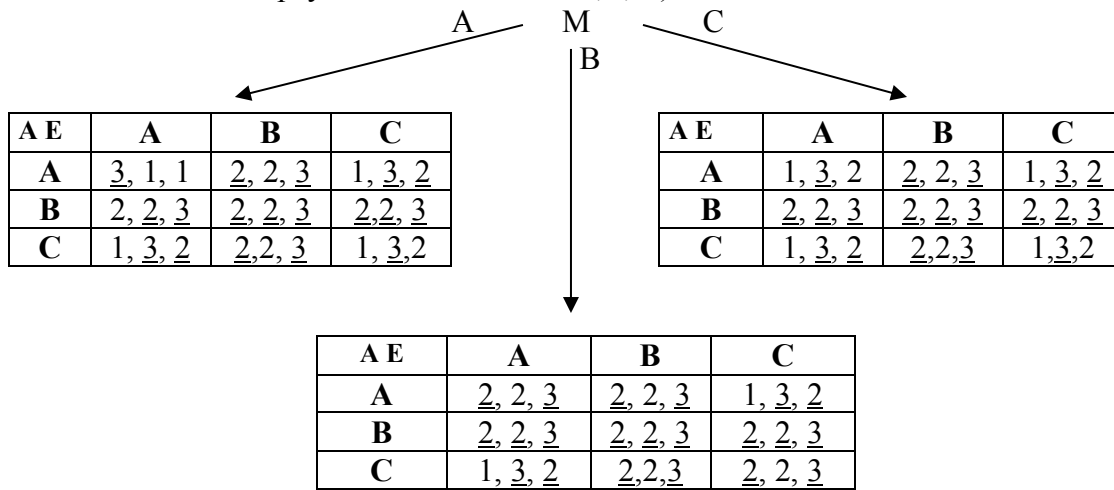 A M C
B
A E A B C
A 3, 1, 1 2, 2, 3 1, 3, 2
B 2, 2, 3 2, 2, 3 2,2, 3
C 1, 3, 2 2,2, 3 1, 3,2
A E A B C
A 1, 3, 2 2, 2, 3 1, 3, 2
B 2, 2, 3 2, 2, 3 2, 2, 3
C 1, 3, 2 2,2,3 1,3,2
A E A B C
A 2, 2, 3 2, 2, 3 1, 3, 2
B 2, 2, 3 2, 2, 3 2, 2, 3
C 1, 3, 2 2,2,3 2, 2, 3